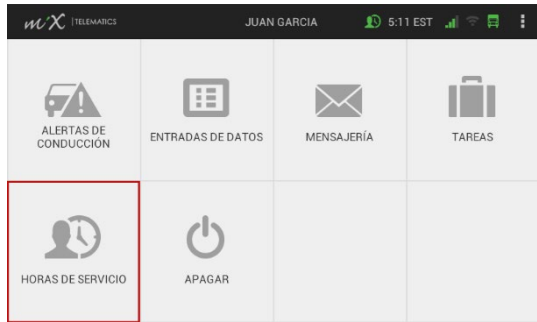 miX | TELEMATICS JUAN GARCIA 5:11 EST
ALERTAS DE
CONDUCCIÓN
ENTRADAS DE DATOS
MENSAJERÍA
TAREAS
HORAS DE SERVICIO
APAGAR